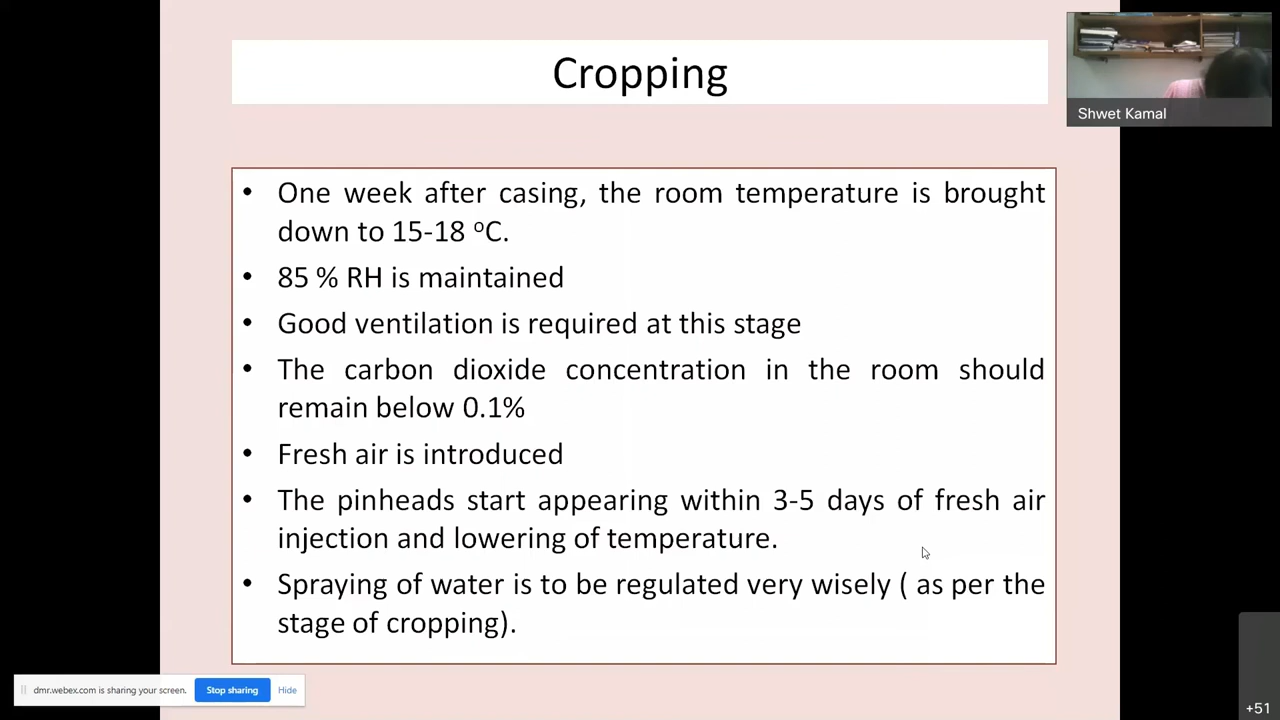 Cropping
Shwet Kamal
• One week after casing, the room temperature is brought
down to 15-18 ºC.
• 85 % RH is maintained
• Good ventilation is required at this stage
• The carbon dioxide concentration in the room should
remain below 0.1%
• Fresh air is introduced
• The pinheads start appearing within 3-5 days of fresh air
injection and lowering of temperature.
• Spraying of water is to be regulated very wisely ( as per the
stage of cropping).
dmr.webex.com is sharing your screen. Stop sharing Hide
+51